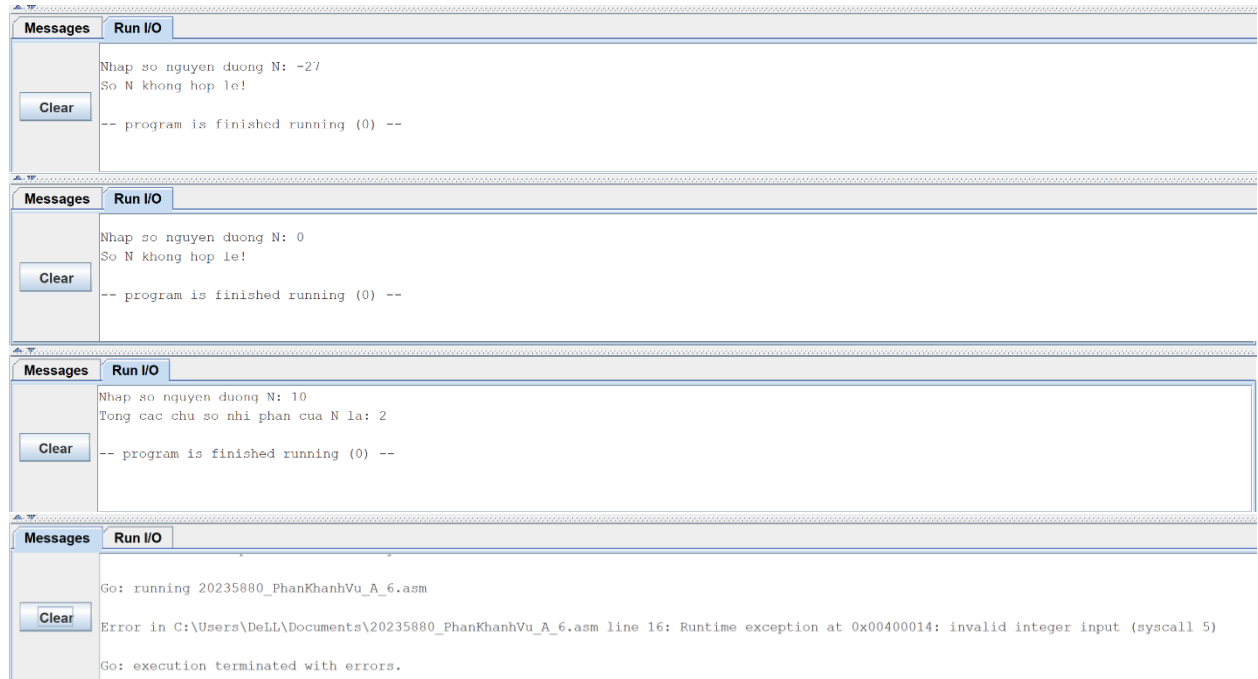 Messages Run I/O
Nhap so nguyen duong N: -27
So N khong hop le!
Clear
-- program is finished running (0) --
Messages Run I/O
Nhap so nguyen duong N: 0
So N khong hop le!
Clear
-- program is finished running (0) --
Messages Run I/O
Nhap so nguyen duong N: 10
Tong cac chu so nhi phan cua N la: 2
Clear
-- program is finished running (0) --
Messages Run I/O
Go: running 20235880_PhanKhanhVu_A_6.asm
Clear
Error in C:\Users\DeLL\Documents\20235880_PhanKhanhVu_A_6.asm line 16: Runtime exception at 0x00400014: invalid integer input (syscall 5)
Go: execution terminated with errors.